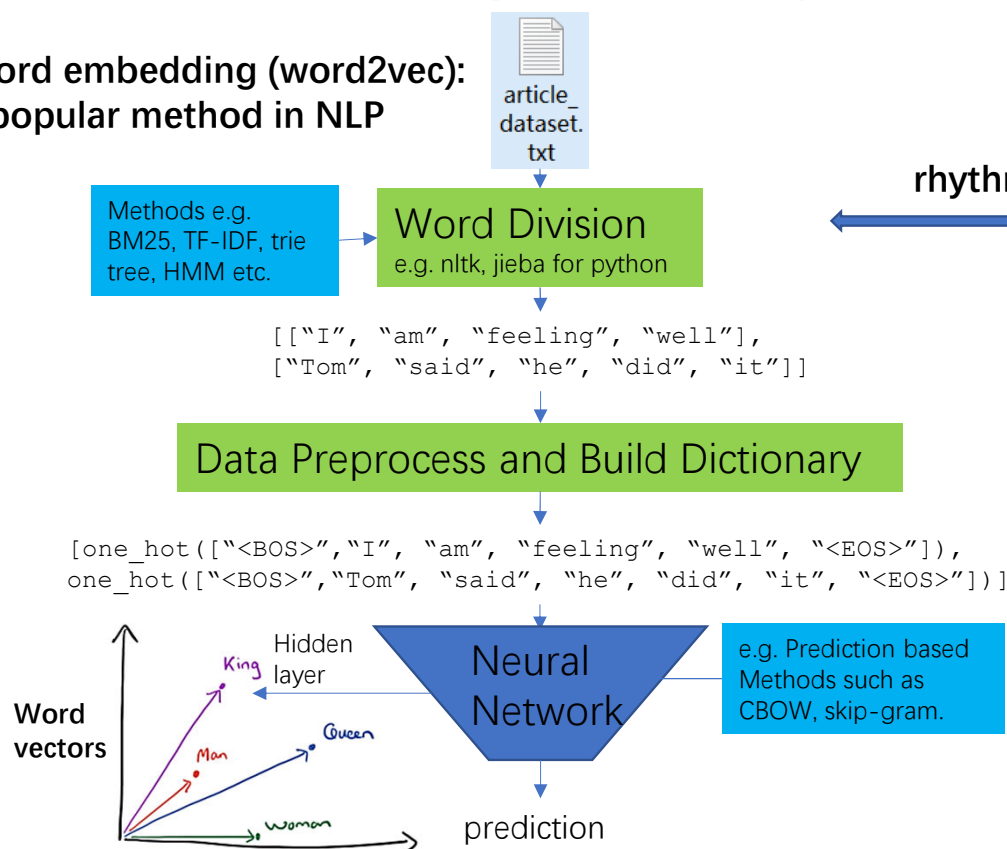 ord embedding (word2vec):
popular method in NLP
article_
dataset.
txt
rhythm
Methods e.g.
BM25, TF-IDF, trie
tree, HMM etc.
Word Division
e.g. nltk, jieba for python
[[“I”, “am”, “feeling”, “well”],
[“Tom”, “said”, “he”, “did”, “it”]]
Data Preprocess and Build Dictionary
[one_hot([“<BOS>”,“I”, “am”, “feeling”, “well”, “<EOS>”]),
one_hot([“<BOS>”,“Tom”, “said”, “he”, “did”, “it”, “<EOS>”])]
Hidden
layer
Neural
Network
e.g. Prediction based
Methods such as
CBOW, skip-gram.
Word
vectors
King
Man
Queen
Woman
prediction